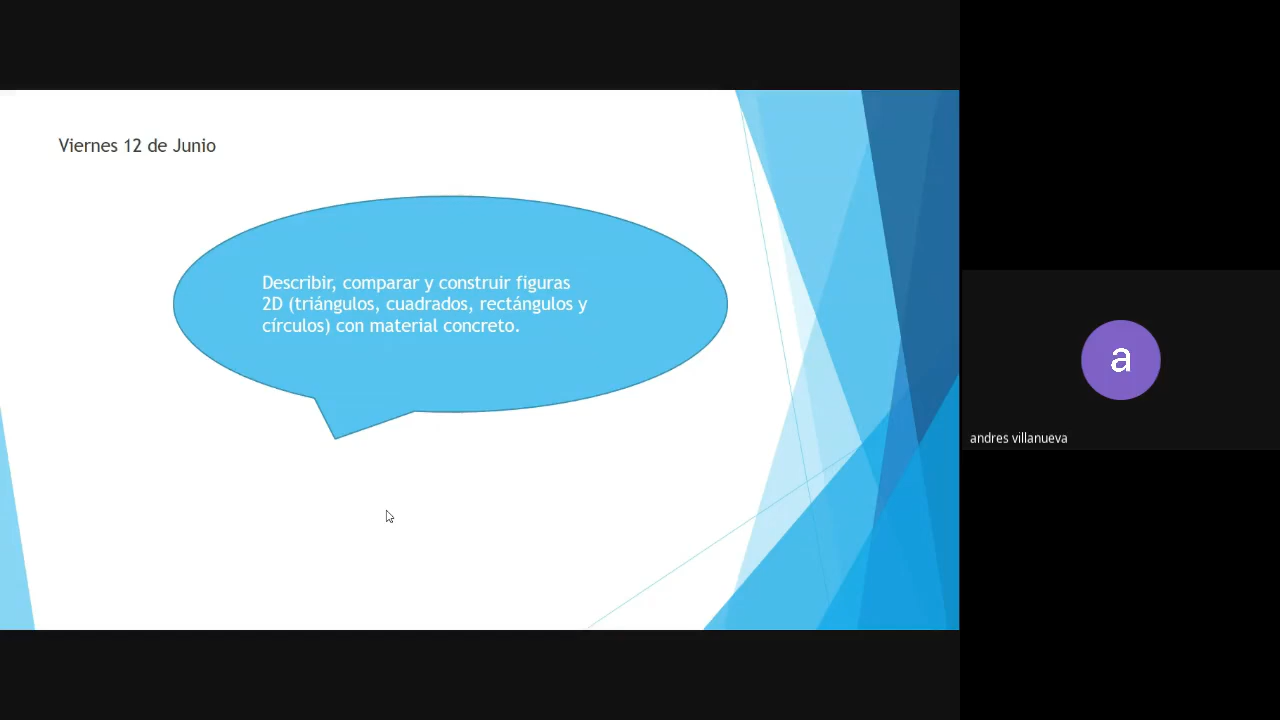 Viernes 12 de Junio
Describir, comparar y construir figuras
2D (triángulos, cuadrados, rectángulos y
círculos) con material concreto.
a
andres villanueva